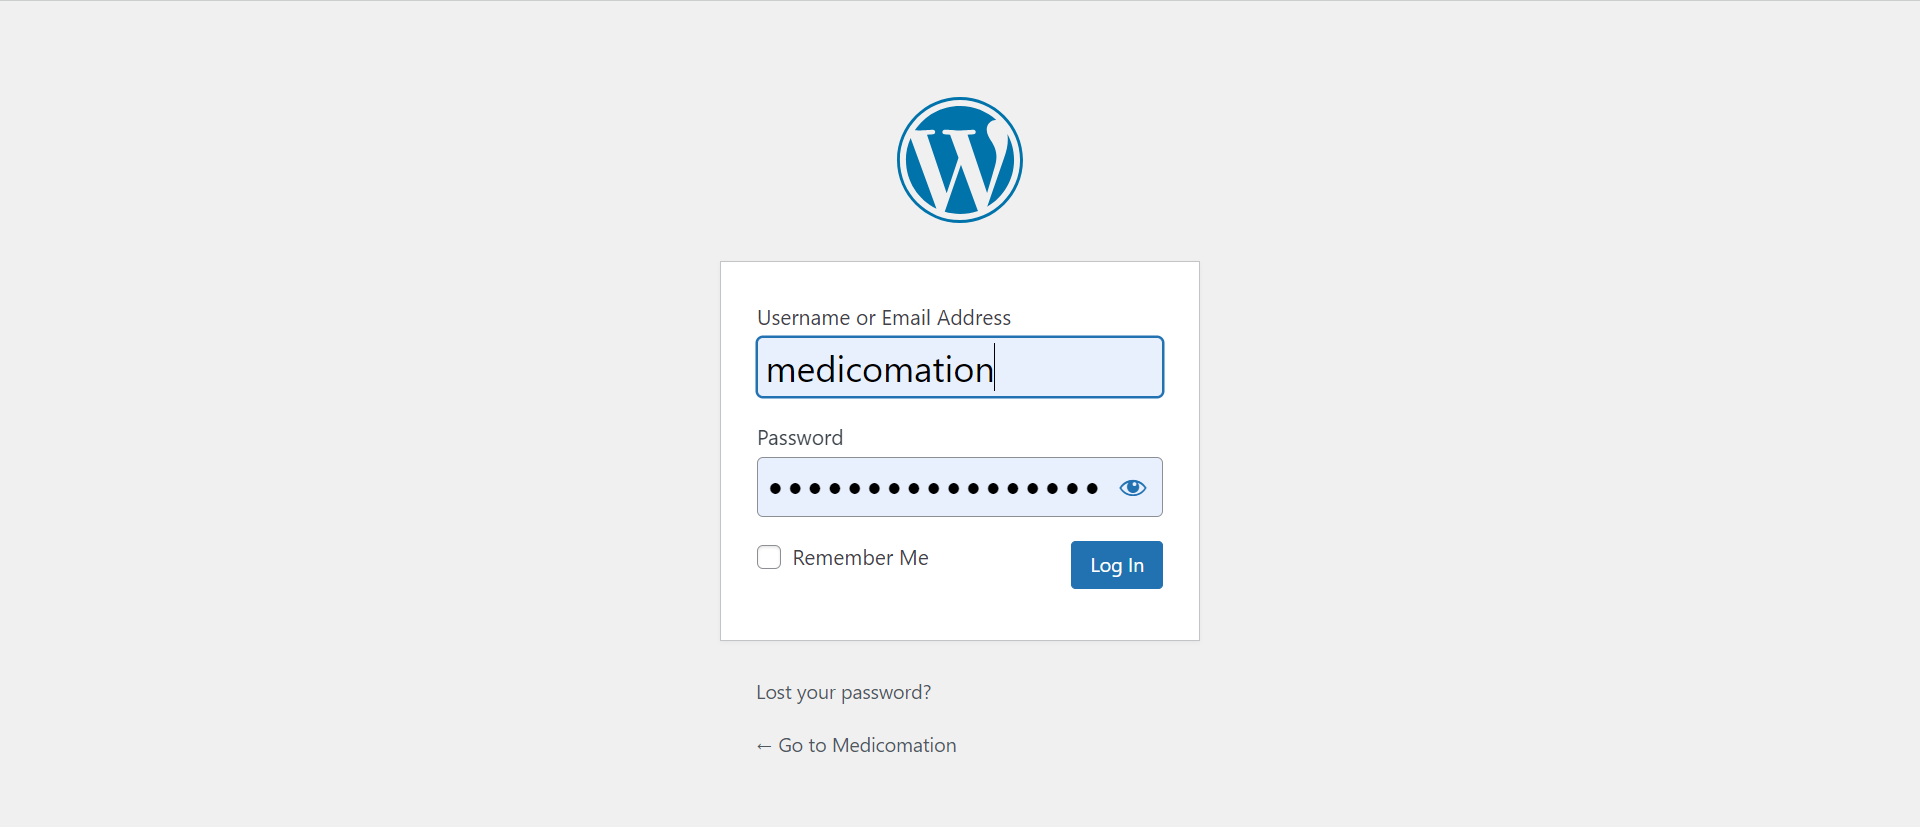 Username or Email Address
medicomation
Password
•••••••••••••••••
Remember Me
Log In
Lost your password?
← Go to Medicomation